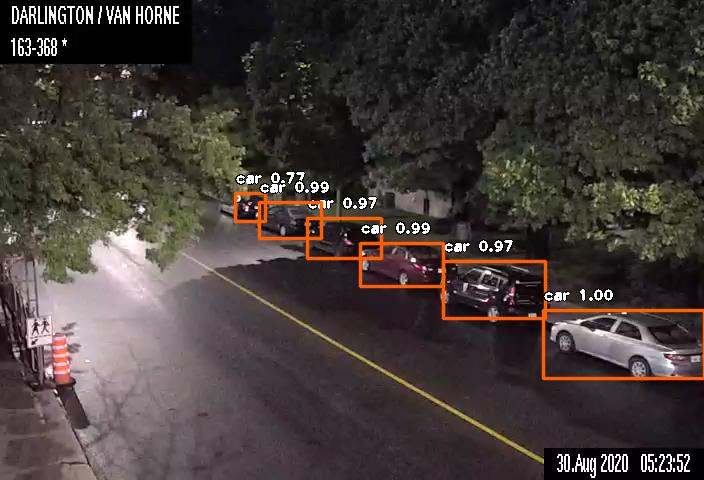 DARLINGTON / VAN HORNE
163-368 *
car 0.77
car 0.99
car 0.97
car 0.99
car 0.97
car 1.00
30.Aug 2020 05:23:52